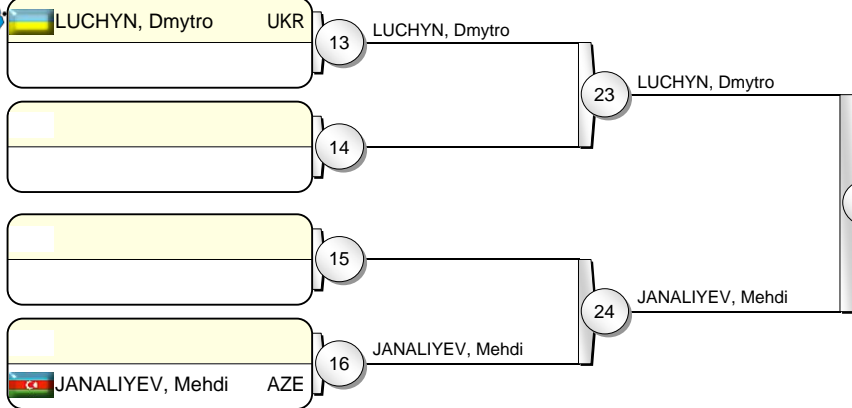 LUCHYN, Dmytro UKR
13
LUCHYN, Dmytro
23
LUCHYN, Dmytro
14
15
24
JANALIYEV, Mehdi
16
JANALIYEV, Mehdi
JANALIYEV, Mehdi AZE